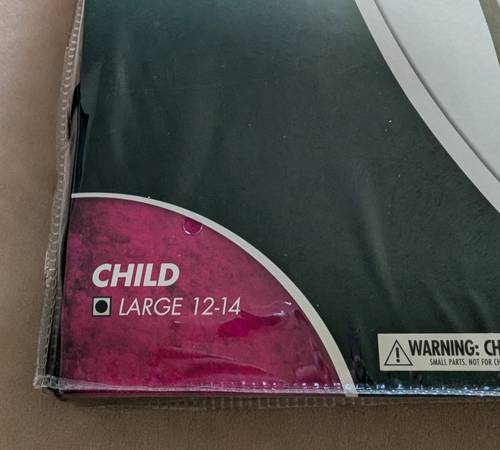 CHILD
LARGE 12-14
WARNING: CH
SMALL PARTS. NOT FOR CH